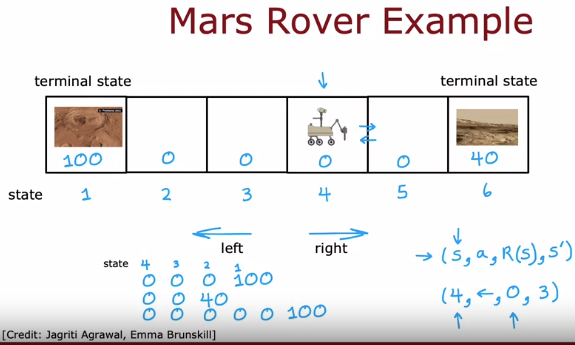 Mars Rover Example
terminal state terminal state
100 0 0 0 0 40
state 1 2 3 4 5 6
left right
→ (s, a, R(s), s')
state 4 3 2 1
0 0 0 100
0 0 40
(4, ←, 0, 3)
0 0 0 0 0 100
[Credit: Jagriti Agrawal, Emma Brunskill]